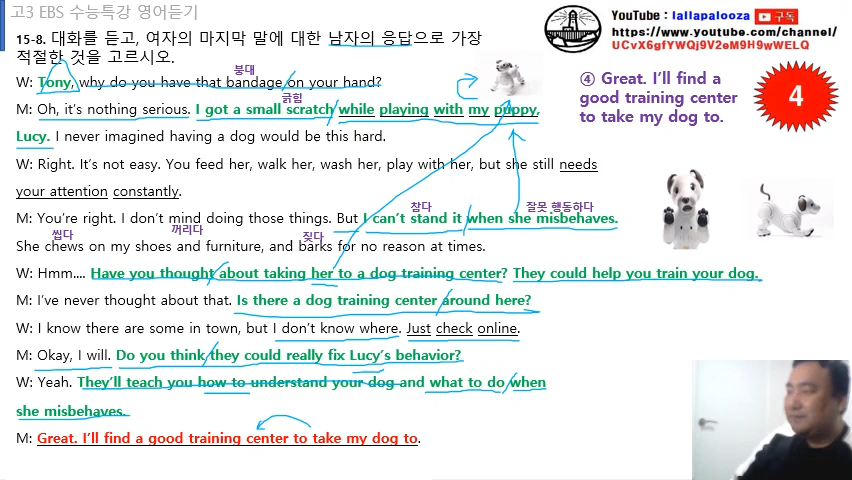 고3 EBS 수능특강 영어듣기
15-8. 대화를 듣고, 여자의 마지막 말에 대한 남자의 응답으로 가장
적절한 것을 고르시오.
붕대
W: Tony, why do you have that bandage on your hand?
긁힘
M: Oh, it's nothing serious. I got a small scratch while playing with my puppy,
Lucy. I never imagined having a dog would be this hard.
W: Right. It's not easy. You feed her, walk her, wash her, play with her, but she still needs
your attention constantly.
참다 잘못 행동하다
M: You're right. I don't mind doing those things. But I can't stand it when she misbehaves.
씹다 꺼리다 짖다
She chews on my shoes and furniture, and barks for no reason at times.
W: Hmm.... Have you thought about taking her to a dog training center? They could help you train your dog.
M: I've never thought about that. Is there a dog training center around here?
W: I know there are some in town, but I don't know where. Just check online.
M: Okay, I will. Do you think they could really fix Lucy's behavior?
W: Yeah. They'll teach you how to understand your dog and what to do when
she misbehaves.
M: Great. I'll find a good training center to take my dog to.
YouTube : lallapalooza 구독
https://www.youtube.com/channel/
UCvX6gfYWQj9V2eM9H9wWELQ
④ Great. I'll find a
good training center
to take my dog to.
4